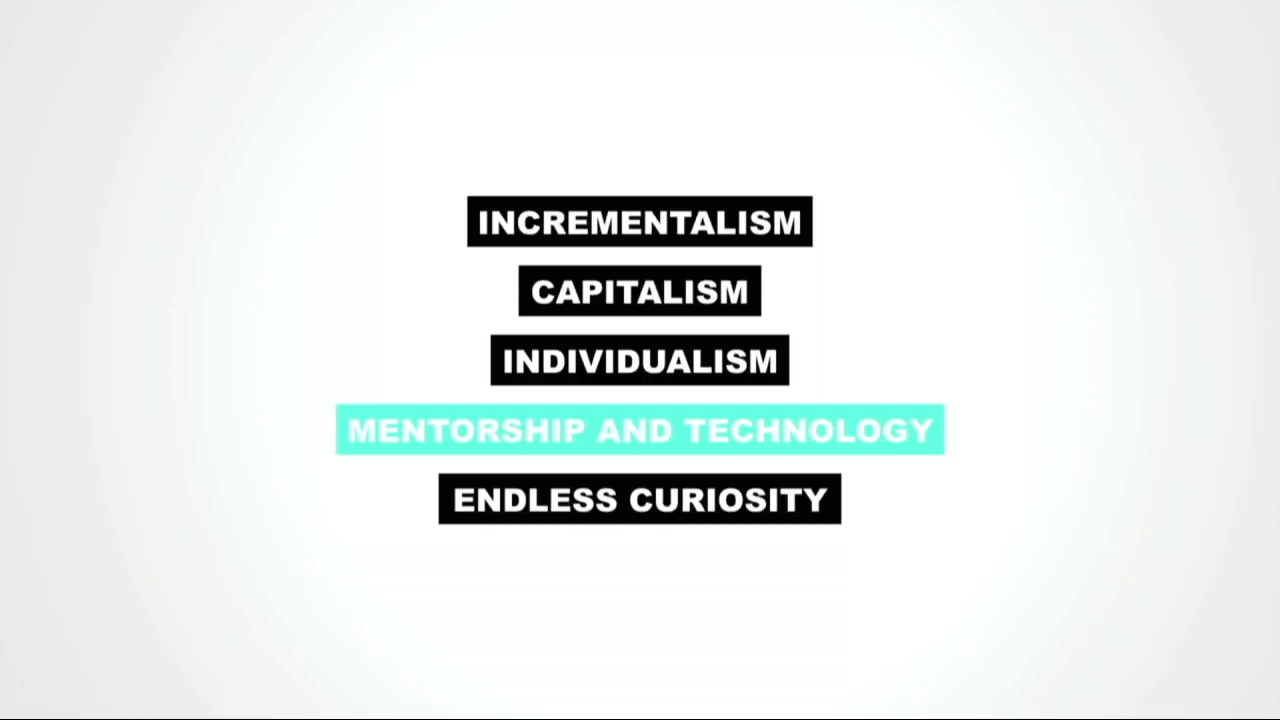 INCREMENTALISM
CAPITALISM
INDIVIDUALISM
MENTORSHIP AND TECHNOLOGY
ENDLESS CURIOSITY